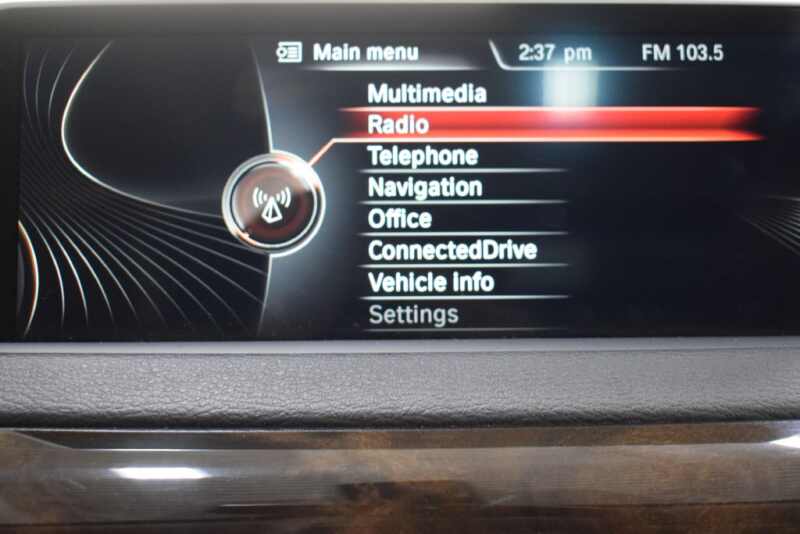 Main menu 2:37 pm FM 103.5
Multimedia
Radio
Telephone
Navigation
Office
ConnectedDrive
Vehicle info
Settings